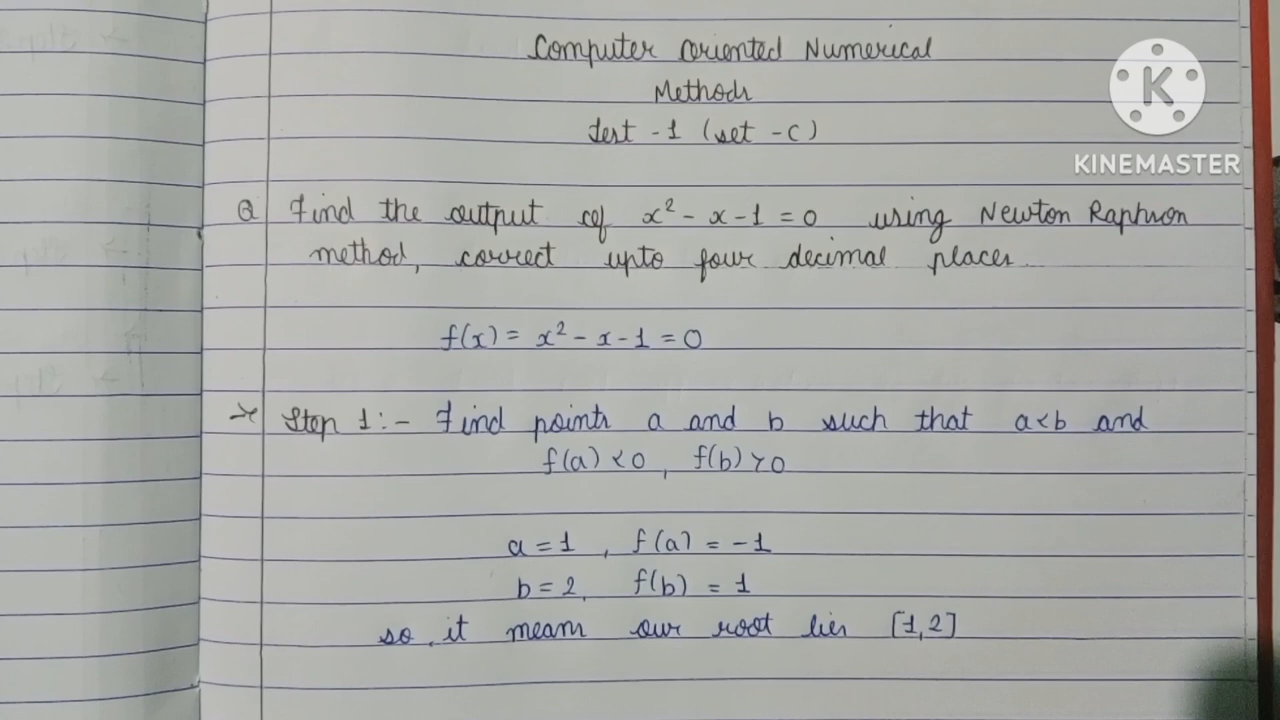 Computer oriented Numerical
Methods
Test - 1 (set - C)
K
KINEMASTER
Q Find the output of x² - x - 1 = 0 using Newton Raphson
method, correct upto four decimal places
f(x) = x² - x - 1 = 0
→ Step 1 :- Find points a and b such that a<b and
f(a) < 0, f(b) > 0
a = 1, f(a) = -1
b = 2, f(b) = 1
so, it means our root lies [1,2]